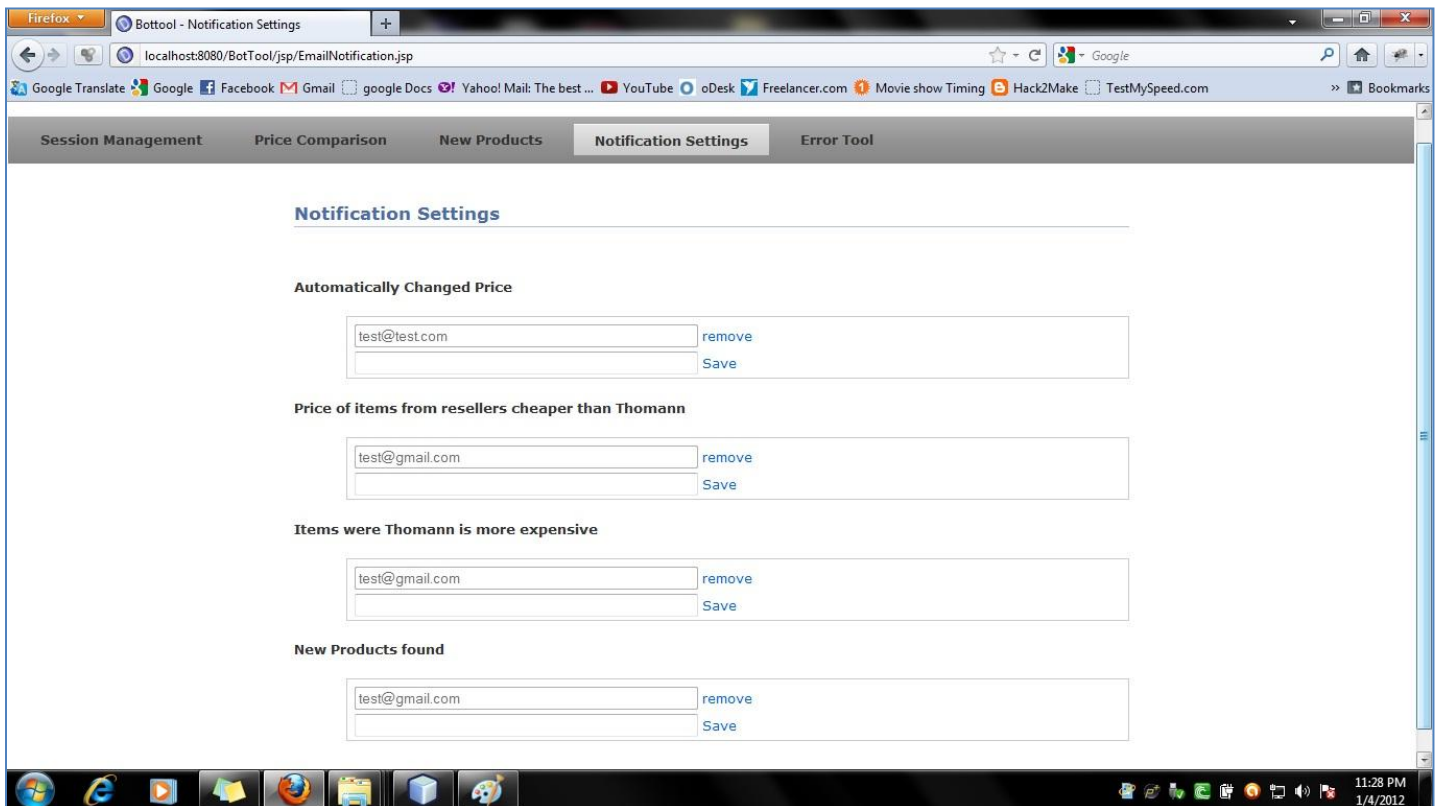 Firefox
Bottool - Notification Settings
localhost:8080/BotTool/jsp/EmailNotification.jsp
Google
Google Translate Google Facebook Gmail google Docs Yahoo! Mail: The best ... YouTube oDesk Freelancer.com Movie show Timing Hack2Make TestMySpeed.com » Bookmarks
Session Management Price Comparison New Products Notification Settings Error Tool
Notification Settings
Automatically Changed Price
test@test.com remove
Save
Price of items from resellers cheaper than Thomann
test@gmail.com remove
Save
Items were Thomann is more expensive
test@gmail.com remove
Save
New Products found
test@gmail.com remove
Save
11:28 PM
1/4/2012